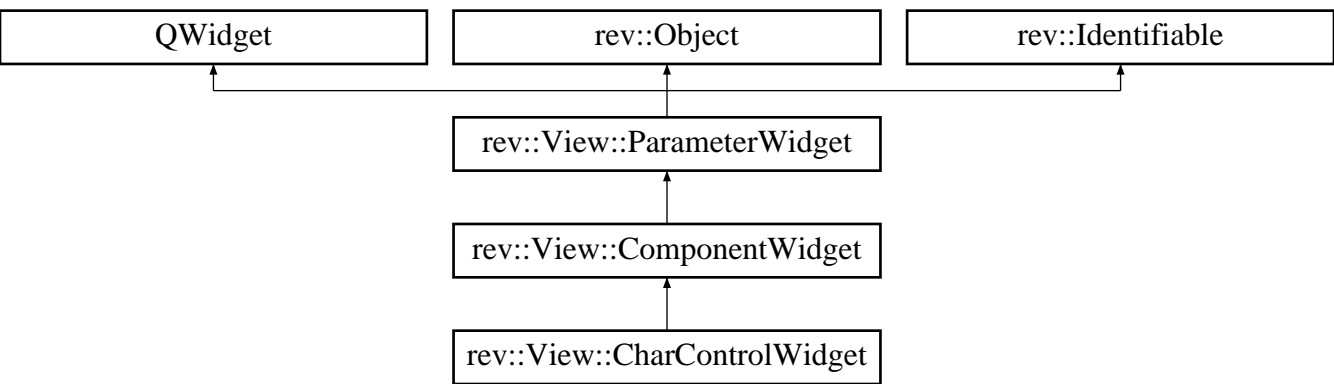 QWidget
rev::Object
rev::Identifiable
rev::View::ParameterWidget
rev::View::ComponentWidget
rev::View::CharControlWidget